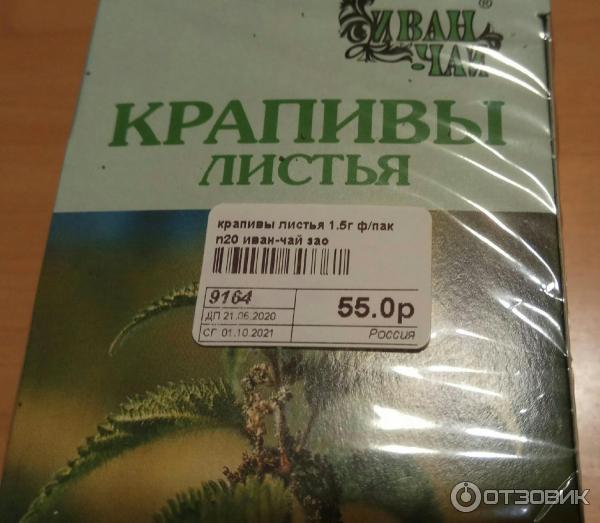 ИВАН
-ЧАЙ®
КРАПИВЫ
ЛИСТЬЯ
крапивы листья 1.5г ф/пак
n20 иван-чай зао
9164
55.0р
ДП 21.06.2020
СГ 01.10.2021
Россия
ОТЗОВИК